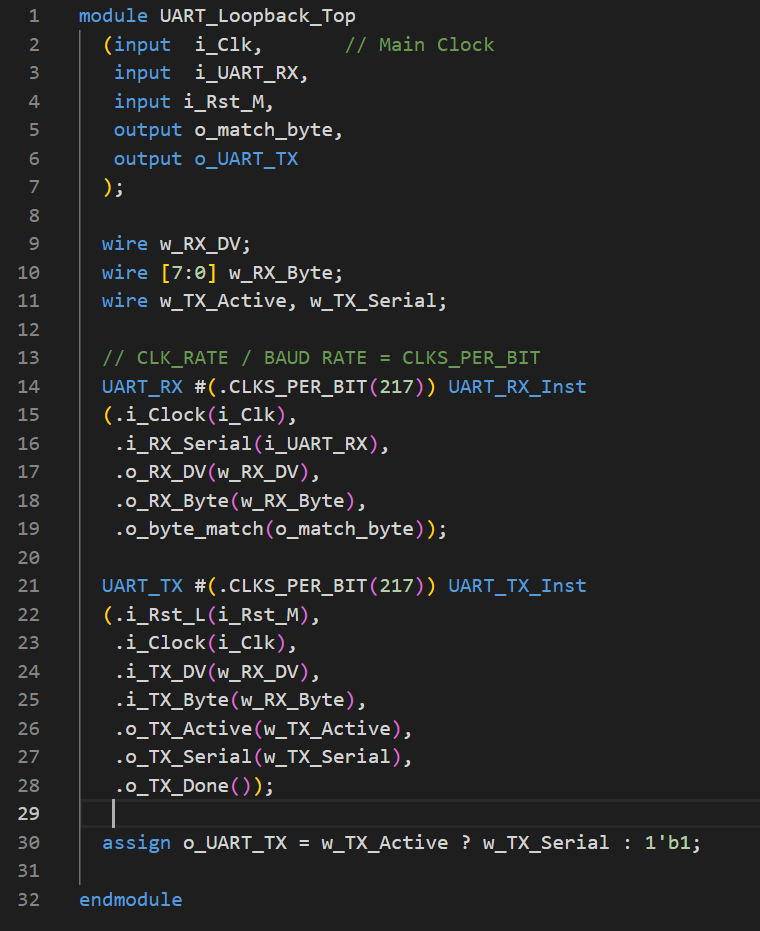 1 module UART_Loopback_Top
2 (input  i_Clk,       // Main Clock
3 input  i_UART_RX,
4 input i_Rst_M,
5 output o_match_byte,
6 output o_UART_TX
7 );
8
9 wire w_RX_DV;
10 wire [7:0] w_RX_Byte;
11 wire w_TX_Active, w_TX_Serial;
12
13 // CLK_RATE / BAUD RATE = CLKS_PER_BIT
14 UART_RX #(.CLKS_PER_BIT(217)) UART_RX_Inst
15 (.i_Clock(i_Clk),
16 .i_RX_Serial(i_UART_RX),
17 .o_RX_DV(w_RX_DV),
18 .o_RX_Byte(w_RX_Byte),
19 .o_byte_match(o_match_byte));
20
21 UART_TX #(.CLKS_PER_BIT(217)) UART_TX_Inst
22 (.i_Rst_L(i_Rst_M),
23 .i_Clock(i_Clk),
24 .i_TX_DV(w_RX_DV),
25 .i_TX_Byte(w_RX_Byte),
26 .o_TX_Active(w_TX_Active),
27 .o_TX_Serial(w_TX_Serial),
28 .o_TX_Done());
29
30 assign o_UART_TX = w_TX_Active ? w_TX_Serial : 1'b1;
31
32 endmodule